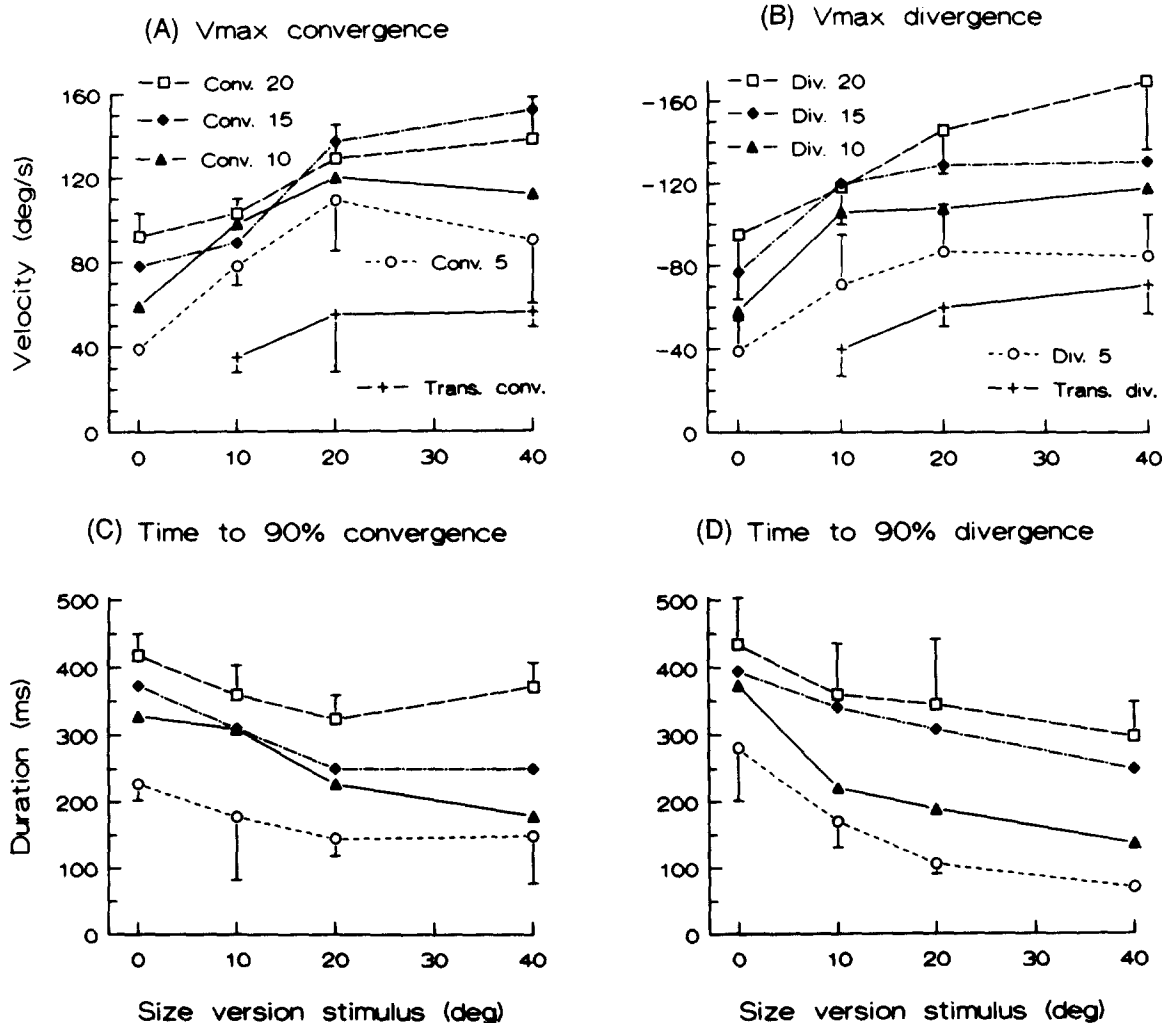 (A) Vmax convergence
(B) Vmax divergence
Conv. 20
Conv. 15
Conv. 10
Conv. 5
Trans. conv.
Velocity (deg/s)
160
120
80
40
0
0 10 20 30 40
Div. 20
Div. 15
Div. 10
Div. 5
Trans. div.
-160
-120
-80
-40
0
0 10 20 30 40
(C) Time to 90% convergence
(D) Time to 90% divergence
Duration (ms)
500
400
300
200
100
0
0 10 20 30 40
Size version stimulus (deg)
500
400
300
200
100
0
0 10 20 30 40
Size version stimulus (deg)